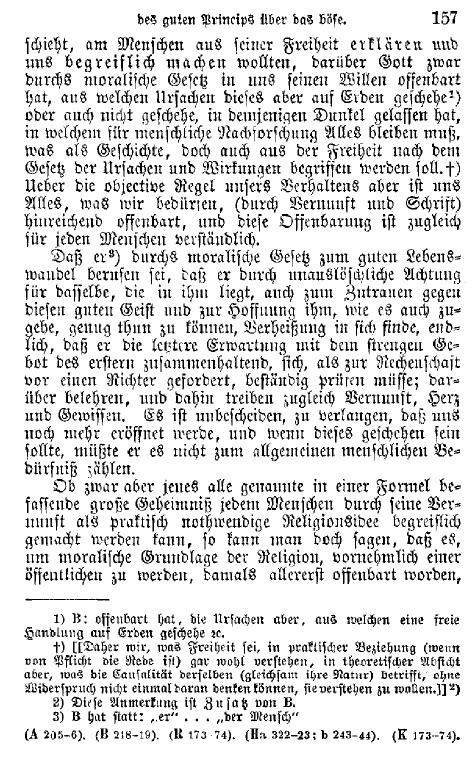 des guten Princips über das böse. 157
schieht, am Menschen aus seiner Freiheit erklären und
uns begreiflich machen wollten, darüber Gott zwar
durchs moralische Gesetz in uns seinen Willen offenbart
hat, aus welchen Ursachen dieses aber auf Erden geschehe¹)
oder auch nicht geschehe, in demjenigen Dunkel gelassen hat,
in welchem für menschliche Nachforschung Alles bleiben muß,
was als Geschichte, doch auch aus der Freiheit nach dem
Gesetz der Ursachen und Wirkungen begriffen werden soll.†)
Ueber die objective Regel unsers Verhaltens aber ist uns
Alles, was wir bedürfen, (durch Vernunft und Schrift)
hinreichend offenbart, und diese Offenbarung ist zugleich
für jeden Menschen verständlich.
Daß er³) durchs moralische Gesetz zum guten Lebens-
wandel berufen sei, daß er durch unauslöschliche Achtung
für dasselbe, die in ihm liegt, auch zum Zutrauen gegen
diesen guten Geist und zur Hoffnung ihm, wie es auch zu-
gehe, genug thun zu können, Verheißung in sich finde, end-
lich, daß er die letztere Erwartung mit dem strengen Ge-
bot des erstern zusammenhaltend, sich, als zur Rechenschaft
vor einen Richter gefordert, beständig prüfen müsse; dar-
über belehren, und dahin treiben zugleich Vernunft, Herz
und Gewissen. Es ist unbescheiden, zu verlangen, daß uns
noch mehr eröffnet werde, und wenn dieses geschehen sein
sollte, müßte er es nicht zum allgemeinen menschlichen Be-
dürfniß zählen.
Ob zwar aber jenes alle genannte in einer Formel be-
fassende große Geheimniß jedem Menschen durch seine Ver-
nunft als praktisch nothwendige Religionsidee begreiflich
gemacht werden kann, so kann man doch sagen, daß es,
um moralische Grundlage der Religion, vornehmlich einer
öffentlichen zu werden, damals allererst offenbart worden,
1) B: offenbart hat, die Ursachen aber, aus welchen eine freie
Handlung auf Erden geschehe ꝛc.
†) [[Daher wir, was Freiheit sei, in praktischer Beziehung (wenn
von Pflicht die Rede ist) gar wohl verstehen, in theoretischer Absicht
aber, was die Causalität derselben (gleichsam ihre Natur) betrifft, ohne
Widerspruch nicht einmal daran denken können, sie verstehen zu wollen.]]²)
2) Diese Anmerkung ist Zusatz von B.
3) B hat statt: „er“ . . . „der Mensch“
(A 205-6). (B 218-19). (R 173-74). (Ha 322-23; b 243-44). (K 173-74).